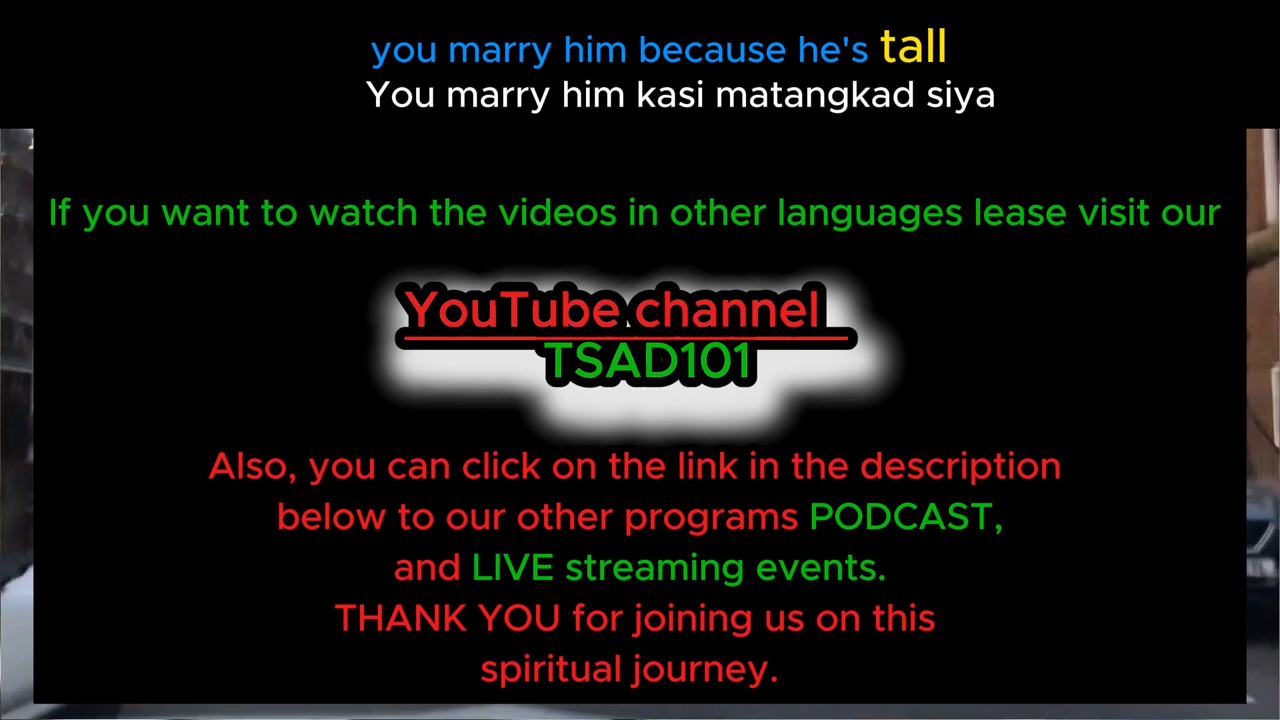 you marry him because he's tall
You marry him kasi matangkad siya
If you want to watch the videos in other languages lease visit our
YouTube channel
TSAD101
Also, you can click on the link in the description
below to our other programs PODCAST,
and LIVE streaming events.
THANK YOU for joining us on this
spiritual journey.